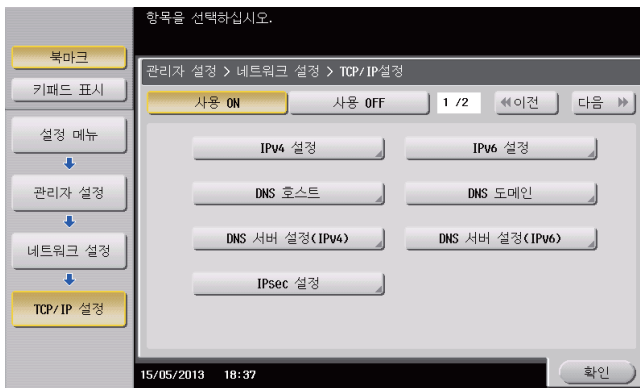 항목을 선택하십시오.
북마크
키패드 표시
설정 메뉴
관리자 설정
네트워크 설정
TCP/IP 설정
관리자 설정 > 네트워크 설정 > TCP/IP설정
사용 ON
사용 OFF
1 /2
이전
다음
IPv4 설정
IPv6 설정
DNS 호스트
DNS 도메인
DNS 서버 설정(IPv4)
DNS 서버 설정(IPv6)
IPsec 설정
15/05/2013 18:37
확인